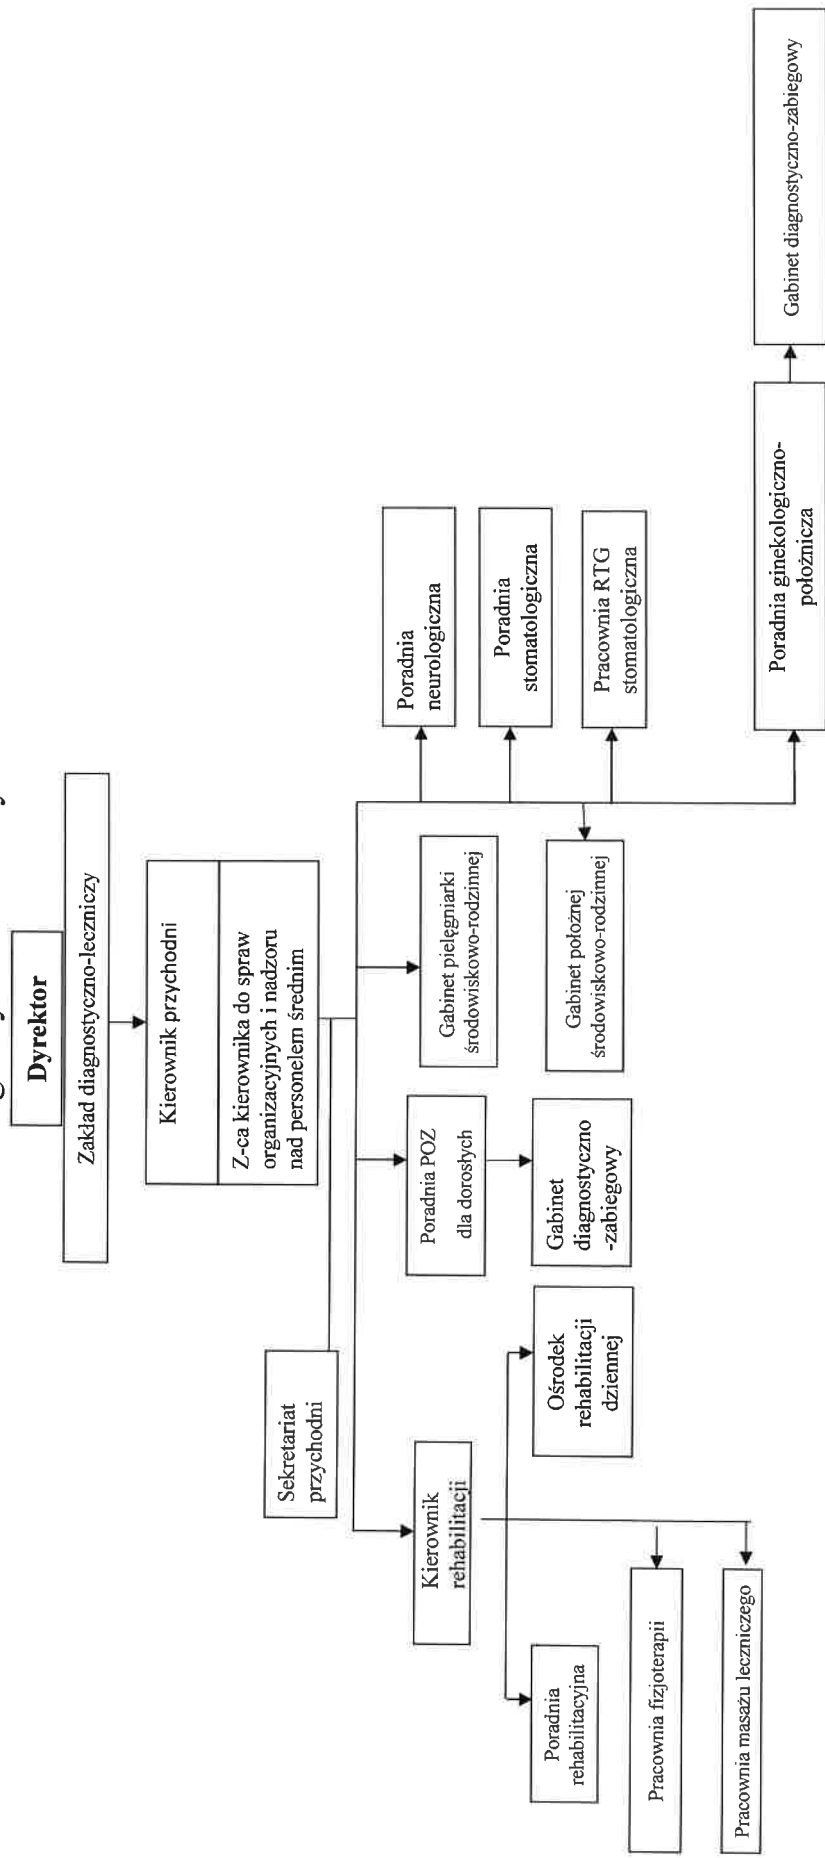 Dyrektor
Zakład diagnostyczno-leczniczy
Kierownik przychodni
Z-ca kierownika do spraw
organizacyjnych i nadzoru
nad personelem średnim
Sekretariat
przychodni
Kierownik
rehabilitacji
Poradnia POZ
dla dorosłych
Gabinet pielęgniarki
środowiskowo-rodzinnej
Poradnia
neurologiczna
Poradnia
stomatologiczna
Pracownia RTG
stomatologiczna
Poradnia
rehabilitacyjna
Ośrodek
rehabilitacji
dziennej
Gabinet
diagnostyczno
-zabiegowy
Gabinet położnej
środowiskowo-rodzinnej
Pracownia fizjoterapii
Pracownia masażu leczniczego
Poradnia ginekologiczno-
położnicza
Gabinet diagnostyczno-zabiegowy